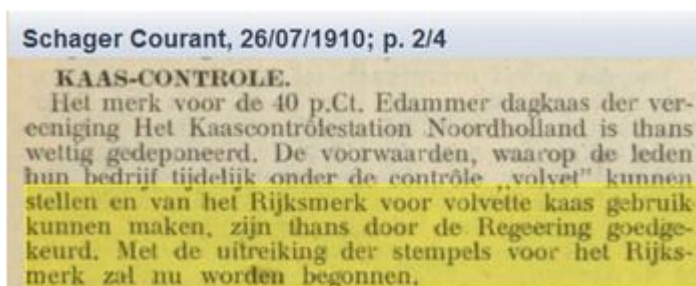 Schager Courant, 26/07/1910; p. 2/4
KAAS-CONTROLE.
Het merk voor de 40 p.Ct. Edammer dagkaas der ver-
eeniging Het Kaascontrôlestation Noordholland is thans
wettig gedeponeerd. De voorwaarden, waarop de leden
hun bedrijf tijdelijk onder de contrôle „volvet” kunnen
stellen en van het Rijksmerk voor volvette kaas gebruik
kunnen maken, zijn thans door de Regeering goedge-
keurd. Met de uitreiking der stempels voor het Rijks-
merk zal nu worden begonnen.